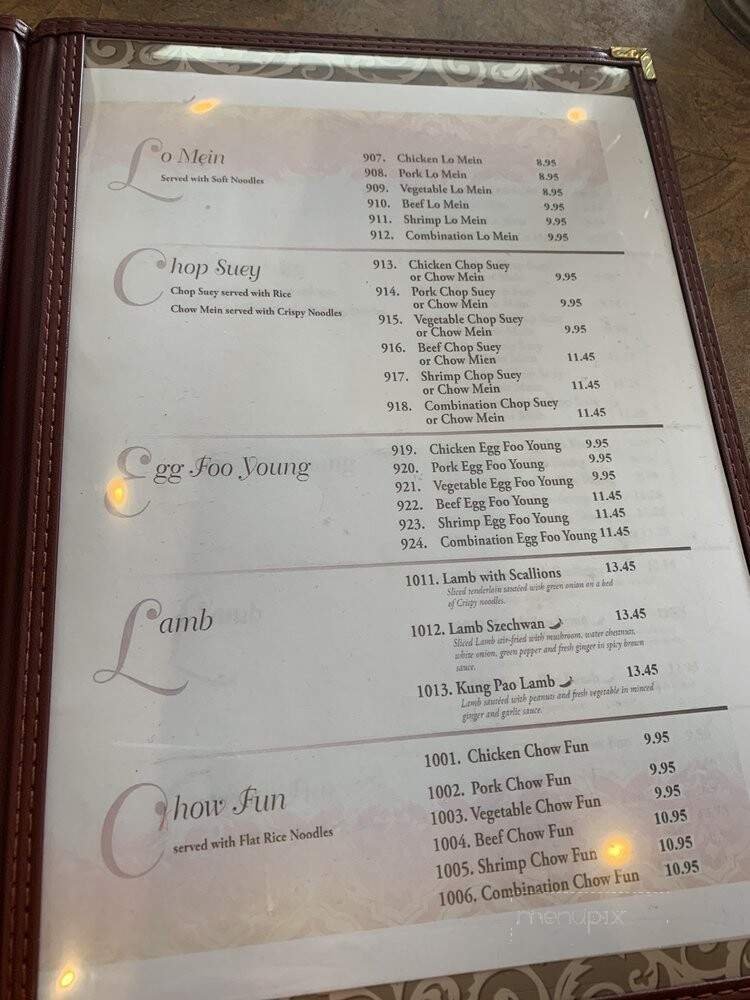 Lo Mein
Served with Soft Noodles
907. Chicken Lo Mein 8.95
908. Pork Lo Mein 8.95
909. Vegetable Lo Mein 8.95
910. Beef Lo Mein 9.95
911. Shrimp Lo Mein 9.95
912. Combination Lo Mein 9.95
Chop Suey
Chop Suey served with Rice
Chow Mein served with Crispy Noodles
913. Chicken Chop Suey
or Chow Mein 9.95
914. Pork Chop Suey
or Chow Mein 9.95
915. Vegetable Chop Suey
or Chow Mein 9.95
916. Beef Chop Suey
or Chow Mien 11.45
917. Shrimp Chop Suey
or Chow Mein 11.45
918. Combination Chop Suey
or Chow Mein 11.45
Egg Foo Young
919. Chicken Egg Foo Young 9.95
920. Pork Egg Foo Young 9.95
921. Vegetable Egg Foo Young 9.95
922. Beef Egg Foo Young 11.45
923. Shrimp Egg Foo Young 11.45
924. Combination Egg Foo Young 11.45
Lamb
1011. Lamb with Scallions 13.45
Sliced tenderloin sautéed wish green onion on a bed
of Crispy noodles.
1012. Lamb Szechwan 13.45
Sliced Lamb stir-fried with mushroom, water chestnut,
white onion, green pepper and fresh ginger in spicy brown
sauce.
1013. Kung Pao Lamb 13.45
Lamb sautéed with peanuts and fresh vegetable in minced
ginger and garlic sauce.
Chow Fun
served with Flat Rice Noodles
1001. Chicken Chow Fun 9.95
1002. Pork Chow Fun 9.95
1003. Vegetable Chow Fun 9.95
1004. Beef Chow Fun 10.95
1005. Shrimp Chow Fun 10.95
1006. Combination Chow Fun 10.95
menupix